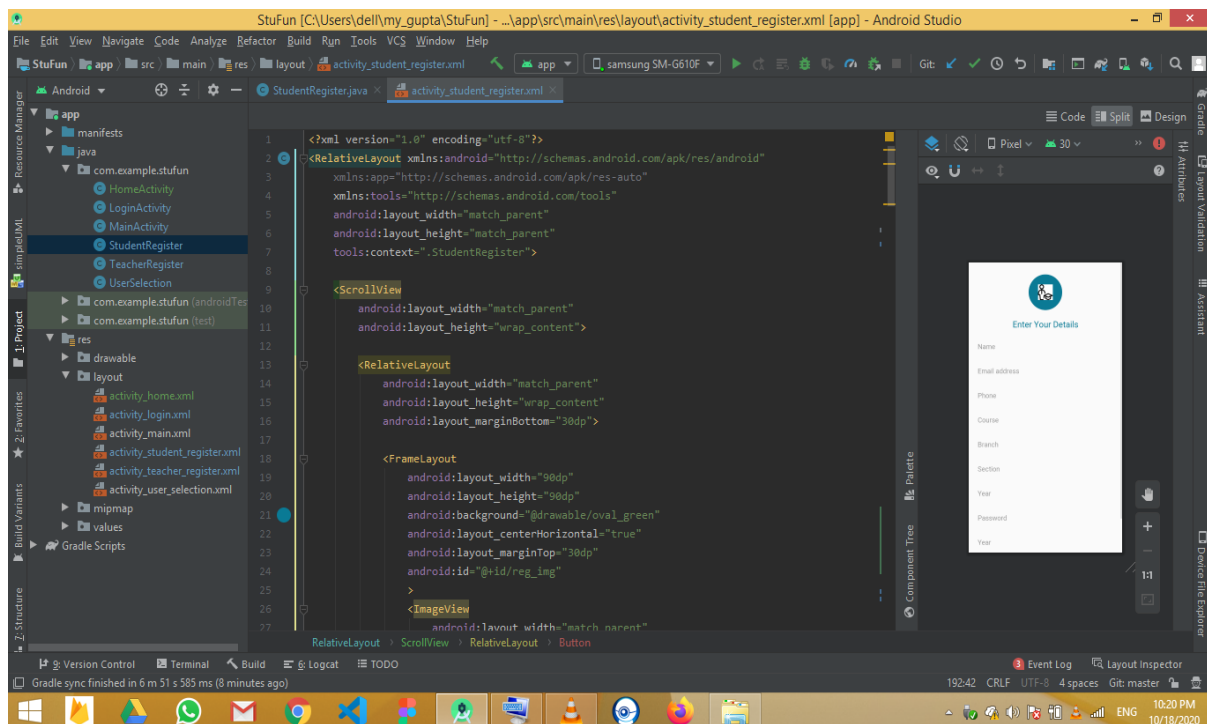 StuFun [C:\Users\dell\my_gupta\StuFun] - ...\app\src\main\res\layout\activity_student_register.xml [app] - Android Studio
File Edit View Navigate Code Analyze Refactor Build Run Tools VCS Window Help
StuFun app src main res layout activity_student_register.xml app samsung SM-G610F Git:
Android StudentRegister.java activity_student_register.xml
Code Split Design
Resource Manager
simpleUML
1: Project
2: Favorites
Build Variants
7: Structure
app
manifests
java
com.example.stufun
HomeActivity
LoginActivity
MainActivity
StudentRegister
TeacherRegister
UserSelection
com.example.stufun (androidTes
com.example.stufun (test)
res
drawable
layout
activity_home.xml
activity_login.xml
activity_main.xml
activity_student_register.xml
activity_teacher_register.xml
activity_user_selection.xml
mipmap
values
Gradle Scripts
1 <?xml version="1.0" encoding="utf-8"?>
2 <RelativeLayout xmlns:android="http://schemas.android.com/apk/res/android"
3 xmlns:app="http://schemas.android.com/apk/res-auto"
4 xmlns:tools="http://schemas.android.com/tools"
5 android:layout_width="match_parent"
6 android:layout_height="match_parent"
7 tools:context=".StudentRegister">
8
9 <ScrollView
10 android:layout_width="match_parent"
11 android:layout_height="wrap_content">
12
13 <RelativeLayout
14 android:layout_width="match_parent"
15 android:layout_height="wrap_content"
16 android:layout_marginBottom="30dp">
17
18 <FrameLayout
19 android:layout_width="90dp"
20 android:layout_height="90dp"
21 android:background="@drawable/oval_green"
22 android:layout_centerHorizontal="true"
23 android:layout_marginTop="30dp"
24 android:id="@+id/reg_img"
25 >
26 <ImageView
27 android:layout_width="match_parent"
RelativeLayout > ScrollView > RelativeLayout > Button
Pixel 30 >>
Palette
Component Tree
Enter Your Details
Name
Email address
Phone
Course
Branch
Section
Year
Password
Year
+
−
1:1
Gradle
Attributes
Layout Validation
Assistant
Device File Explorer
9: Version Control Terminal Build 6: Logcat TODO 3 Event Log Layout Inspector
Gradle sync finished in 6 m 51 s 585 ms (8 minutes ago) 192:42 CRLF UTF-8 4 spaces Git: master
ENG 10:20 PM
10/18/2020